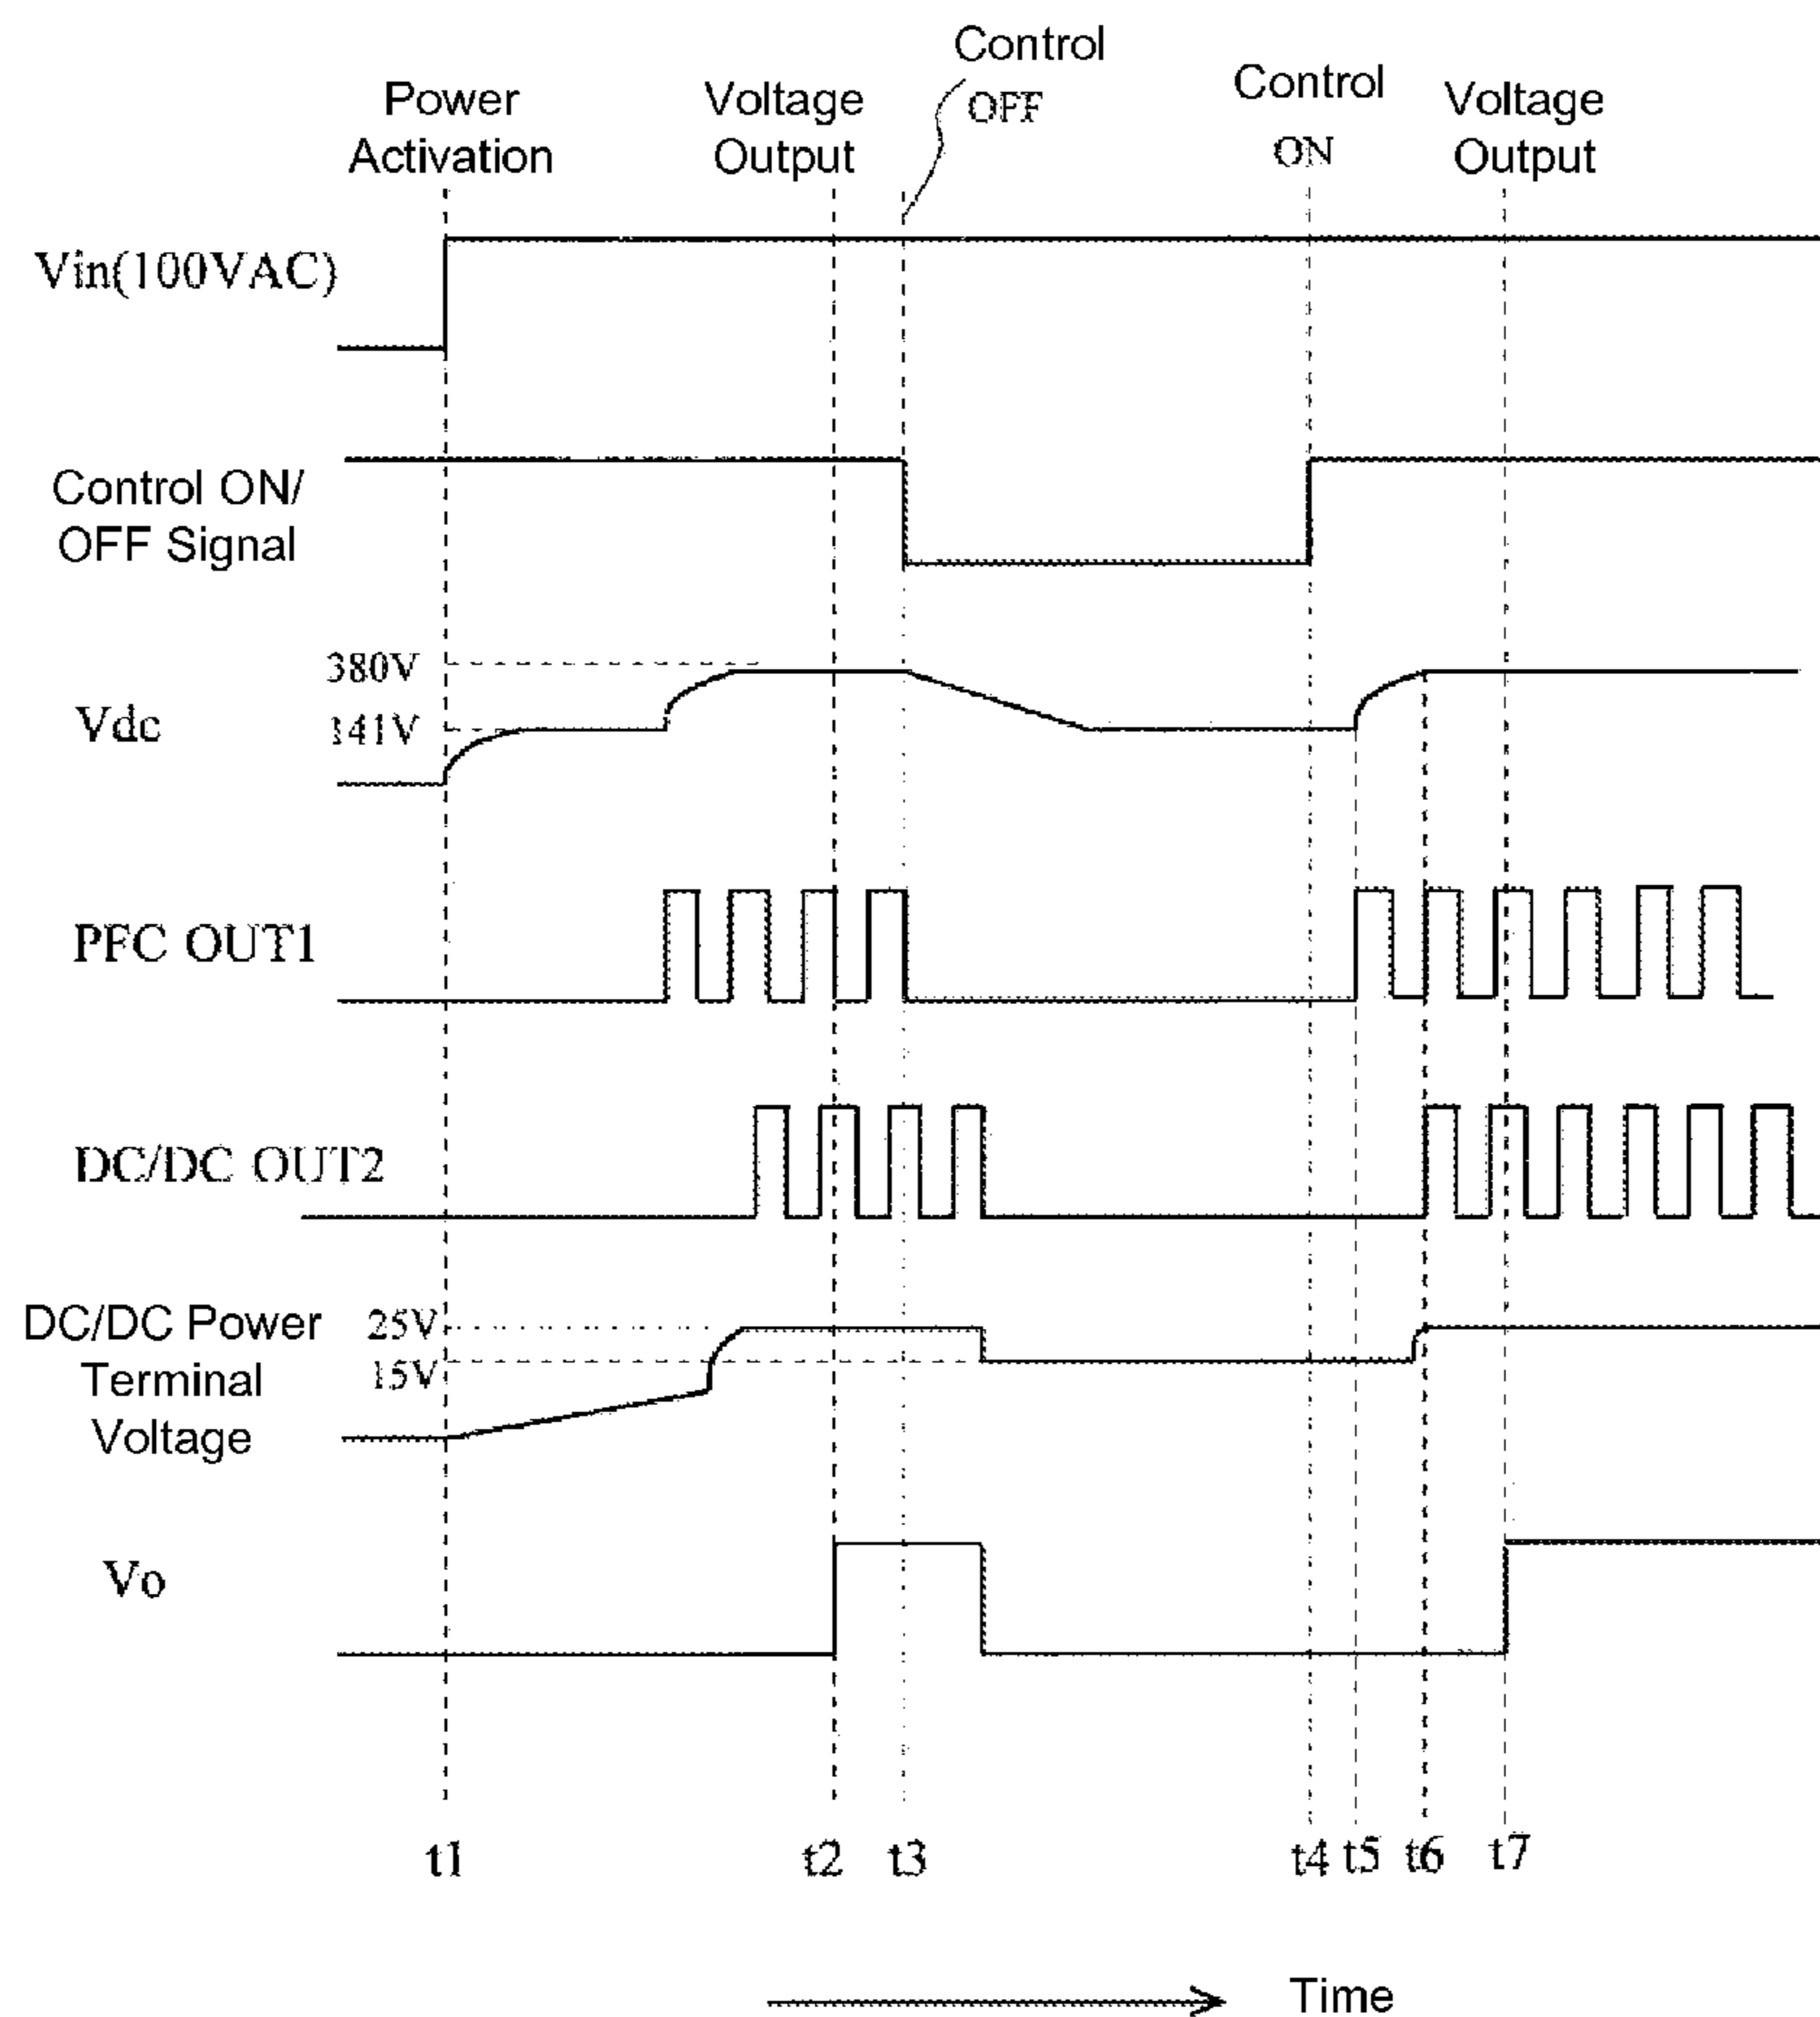 Control
OFF
Power
Activation
Voltage
Output
Control
ON
Voltage
Output
Vin(100VAC)
Control ON/
OFF Signal
380V
141V
Vdc
PFC OUT1
DC/DC OUT2
DC/DC Power
Terminal
Voltage
25V
15V
Vo
t1
t2
t3
t4
t5
t6
t7
Time